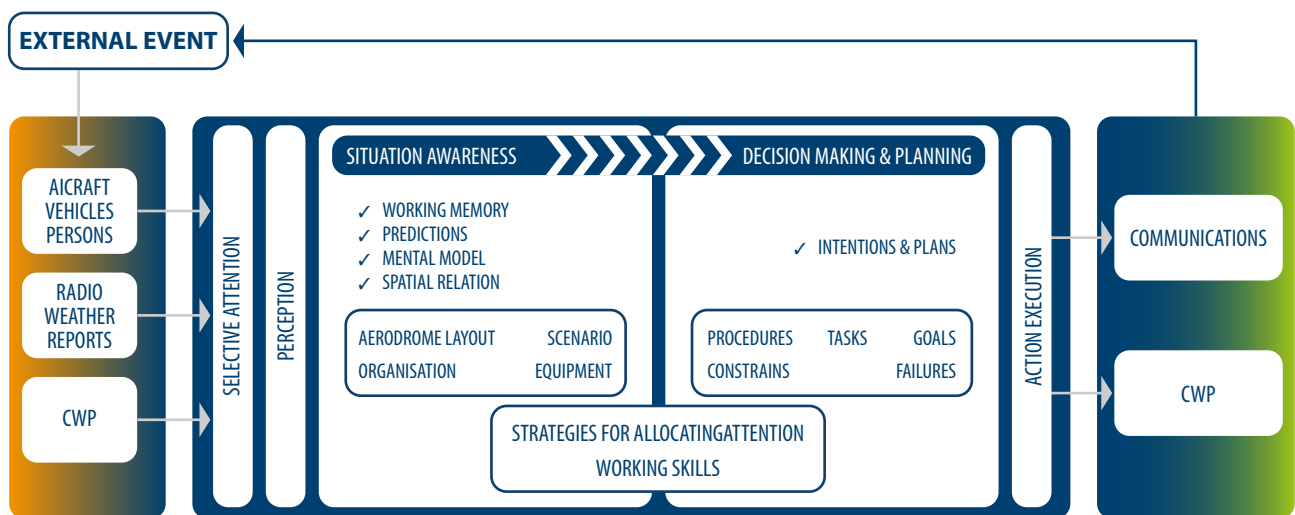 EXTERNAL EVENT
AICRAFT
VEHICLES
PERSONS
RADIO
WEATHER
REPORTS
CWP
SELECTIVE ATTENTION
PERCEPTION
SITUATION AWARENESS
✓ WORKING MEMORY
✓ PREDICTIONS
✓ MENTAL MODEL
✓ SPATIAL RELATION
AERODROME LAYOUT SCENARIO
ORGANISATION EQUIPMENT
DECISION MAKING & PLANNING
✓ INTENTIONS & PLANS
PROCEDURES TASKS GOALS
CONSTRAINS FAILURES
STRATEGIES FOR ALLOCATINGATTENTION
WORKING SKILLS
ACTION EXECUTION
COMMUNICATIONS
CWP